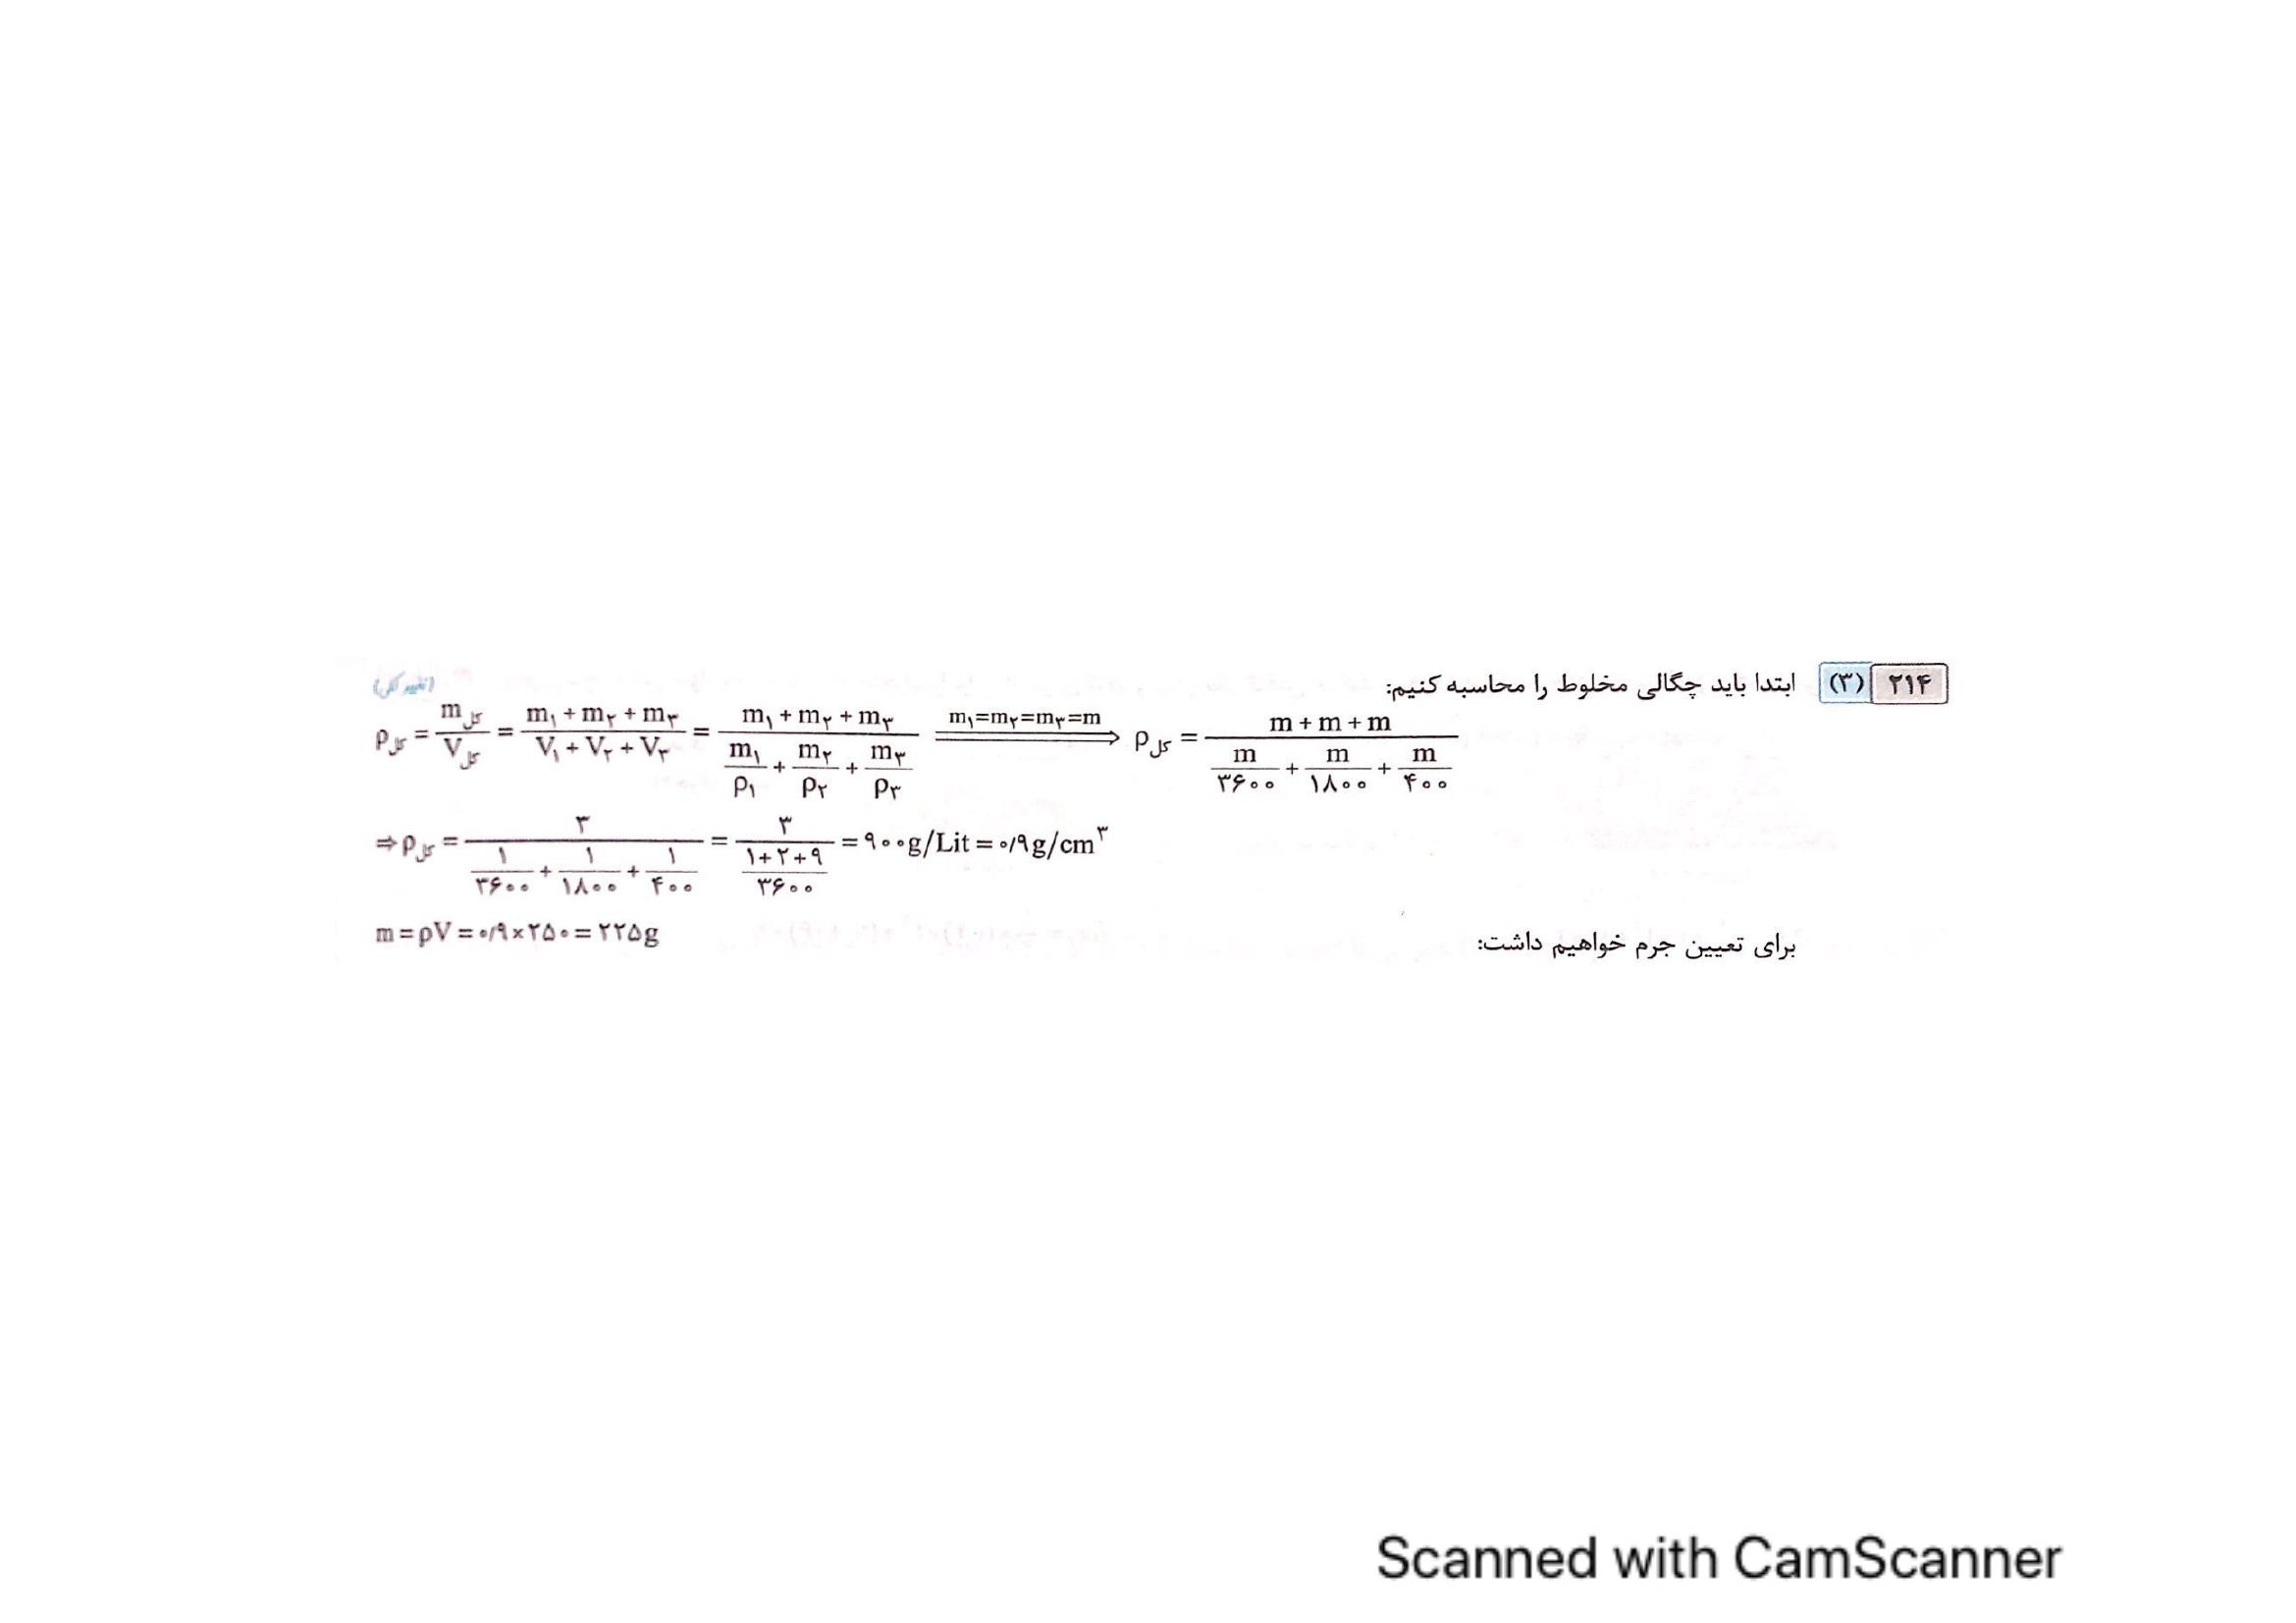 ۲۱۴ (۳) ابتدا باید چگالی مخلوط را محاسبه کنیم:
ρکل = mکل / Vکل = (m۱ + m۲ + m۳) / (V۱ + V۲ + V۳) = (m۱ + m۲ + m۳) / (m۱/ρ۱ + m۲/ρ۲ + m۳/ρ۳) ==(m۱=m۲=m۳=m)==> ρکل = (m + m + m) / (m/۳۶۰۰ + m/۱۸۰۰ + m/۴۰۰)
⇒ ρکل = ۳ / (۱/۳۶۰۰ + ۱/۱۸۰۰ + ۱/۴۰۰) = ۳ / ((۱+۲+۹)/۳۶۰۰) = ۹۰۰g/Lit = ۰/۹g/cm³
برای تعیین جرم خواهیم داشت:
m = ρV = ۰/۹×۲۵۰ = ۲۲۵g
Scanned with CamScanner